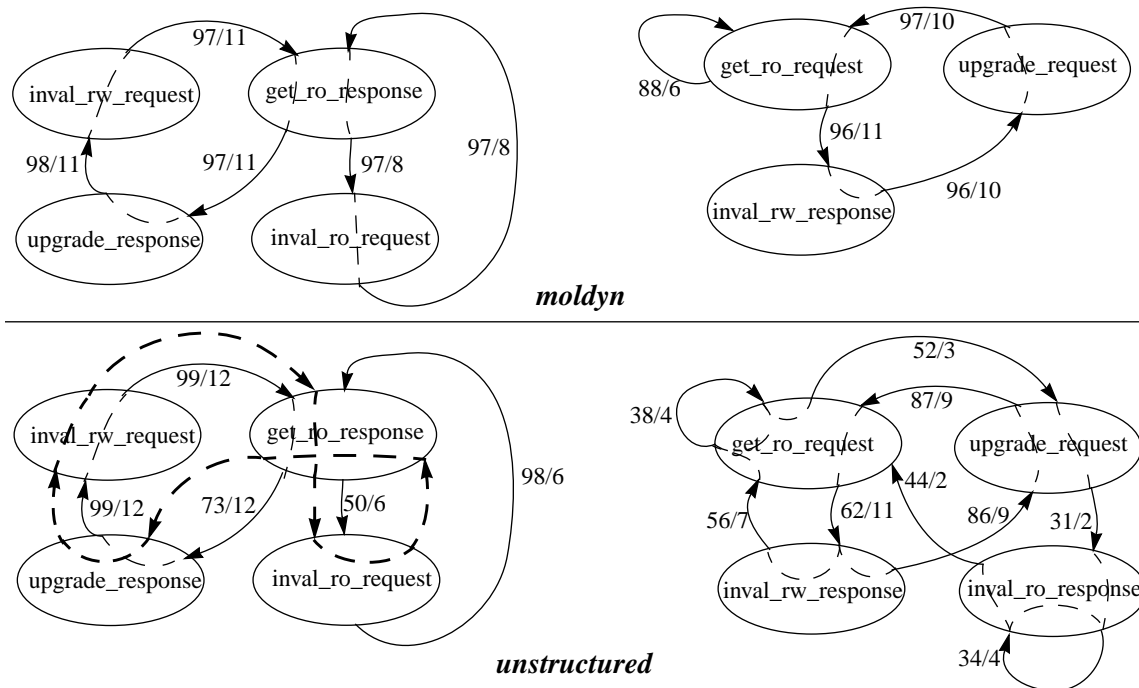 97/11
97/10
inval_rw_request
get_ro_response
get_ro_request
upgrade_request
88/6
98/11
97/11
97/8
97/8
96/11
96/10
upgrade_response
inval_ro_request
inval_rw_response
moldyn
99/12
52/3
38/4
87/9
inval_rw_request
get_ro_response
get_ro_request
upgrade_request
98/6
99/12
73/12
50/6
56/7
62/11
44/2
86/9
31/2
upgrade_response
inval_ro_request
inval_rw_response
inval_ro_response
34/4
unstructured